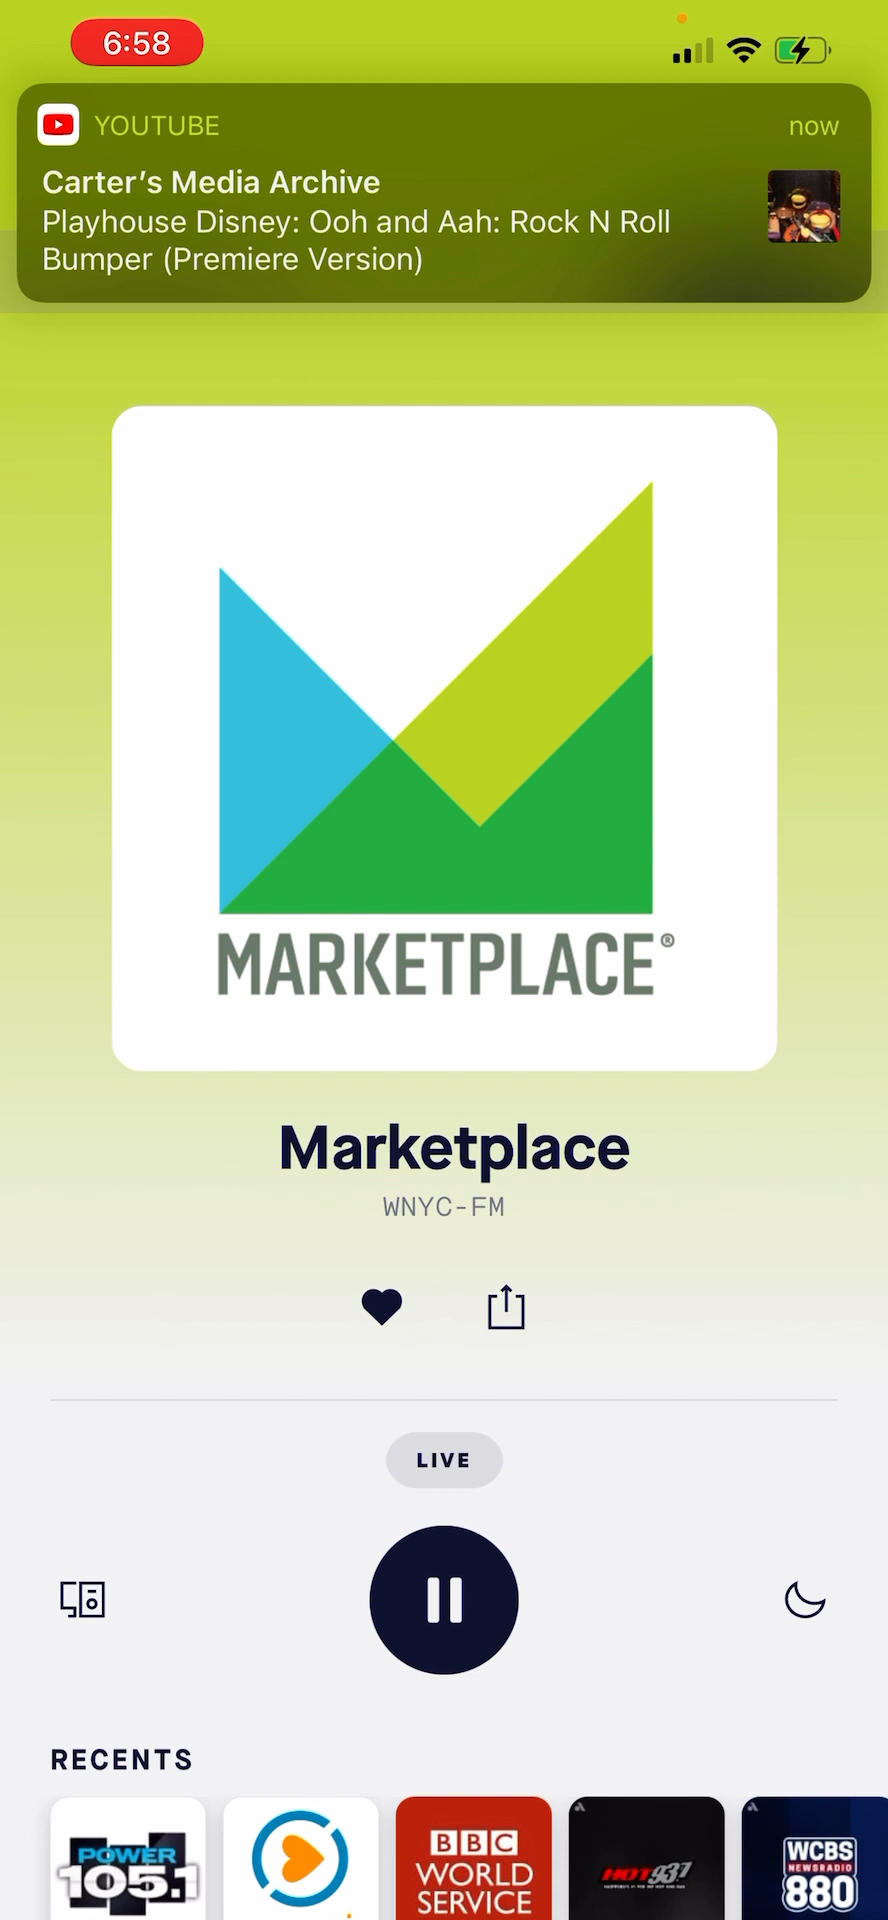 6:58
YOUTUBE
now
Carter's Media Archive
Playhouse Disney: Ooh and Aah: Rock N Roll
Bumper (Premiere Version)
MARKETPLACE®
Marketplace
WNYC-FM
LIVE
RECENTS
POWER
105.1
BBC
WORLD
SERVICE
HOT 93.7
WCBS
NEWSRADIO
880